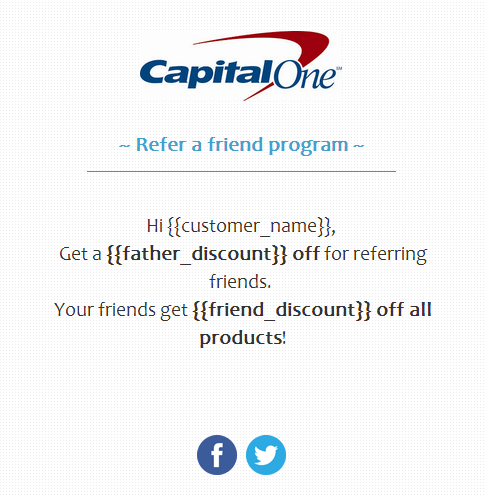 CapitalOne SM
~ Refer a friend program ~
Hi {{customer_name}},
Get a {{father_discount}} off for referring
friends.
Your friends get {{friend_discount}} off all
products!